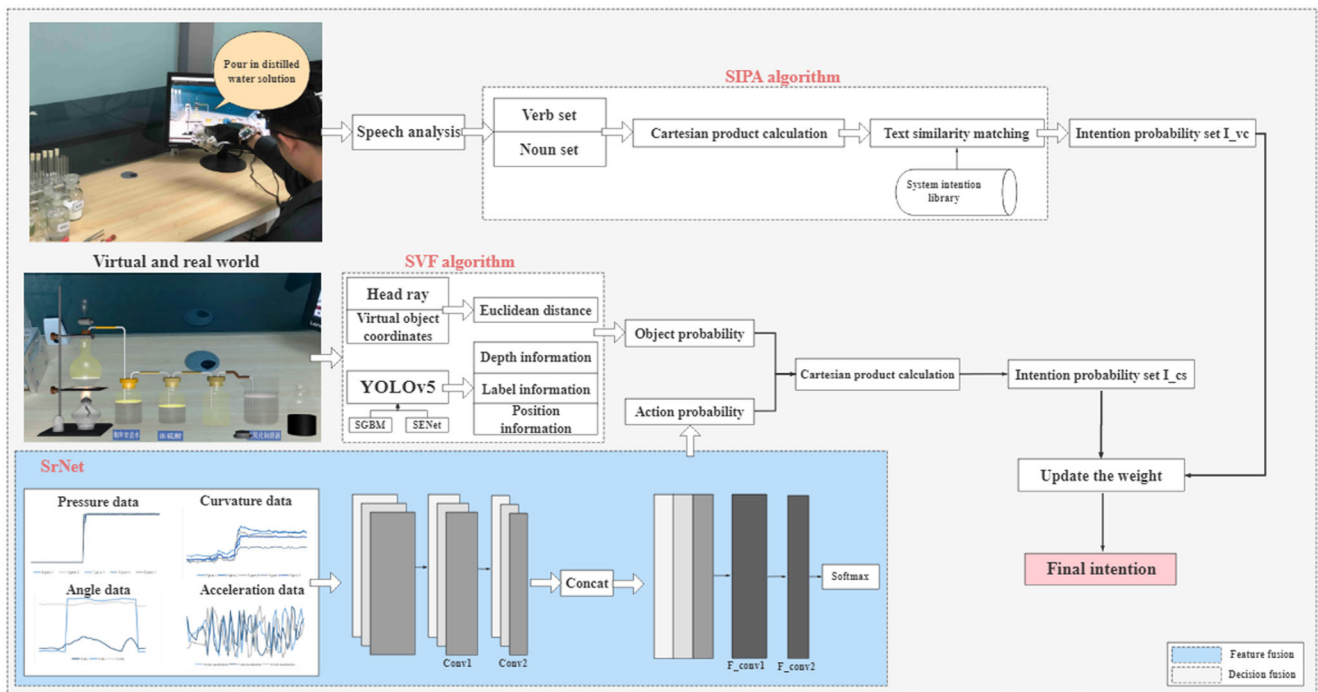 Pour in distilled
water solution
Speech analysis
SIPA algorithm
Verb set
Noun set
Cartesian product calculation
Text similarity matching
System intention
library
Intention probability set I_vc
Virtual and real world
SVF algorithm
Head ray
Virtual object
coordinates
Euclidean distance
YOLOv5
SGBM
SENet
Depth information
Label information
Position
information
Object probability
Action probability
Cartesian product calculation
Intention probability set I_cs
Update the weight
Final intention
SrNet
Pressure data
Curvature data
Angle data
Acceleration data
Conv1
Conv2
Concat
F_conv1
F_conv2
Softmax
Feature fusion
Decision fusion